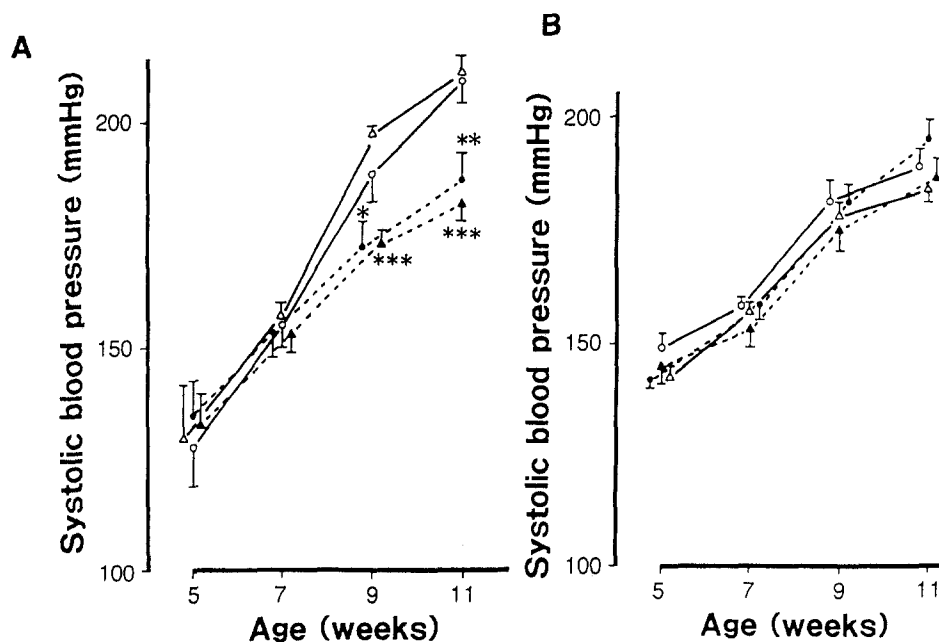 A
Systolic blood pressure (mmHg)
200
150
100
**
*
***
***
5 7 9 11
Age (weeks)
B
Systolic blood pressure (mmHg)
200
150
100
5 7 9 11
Age (weeks)